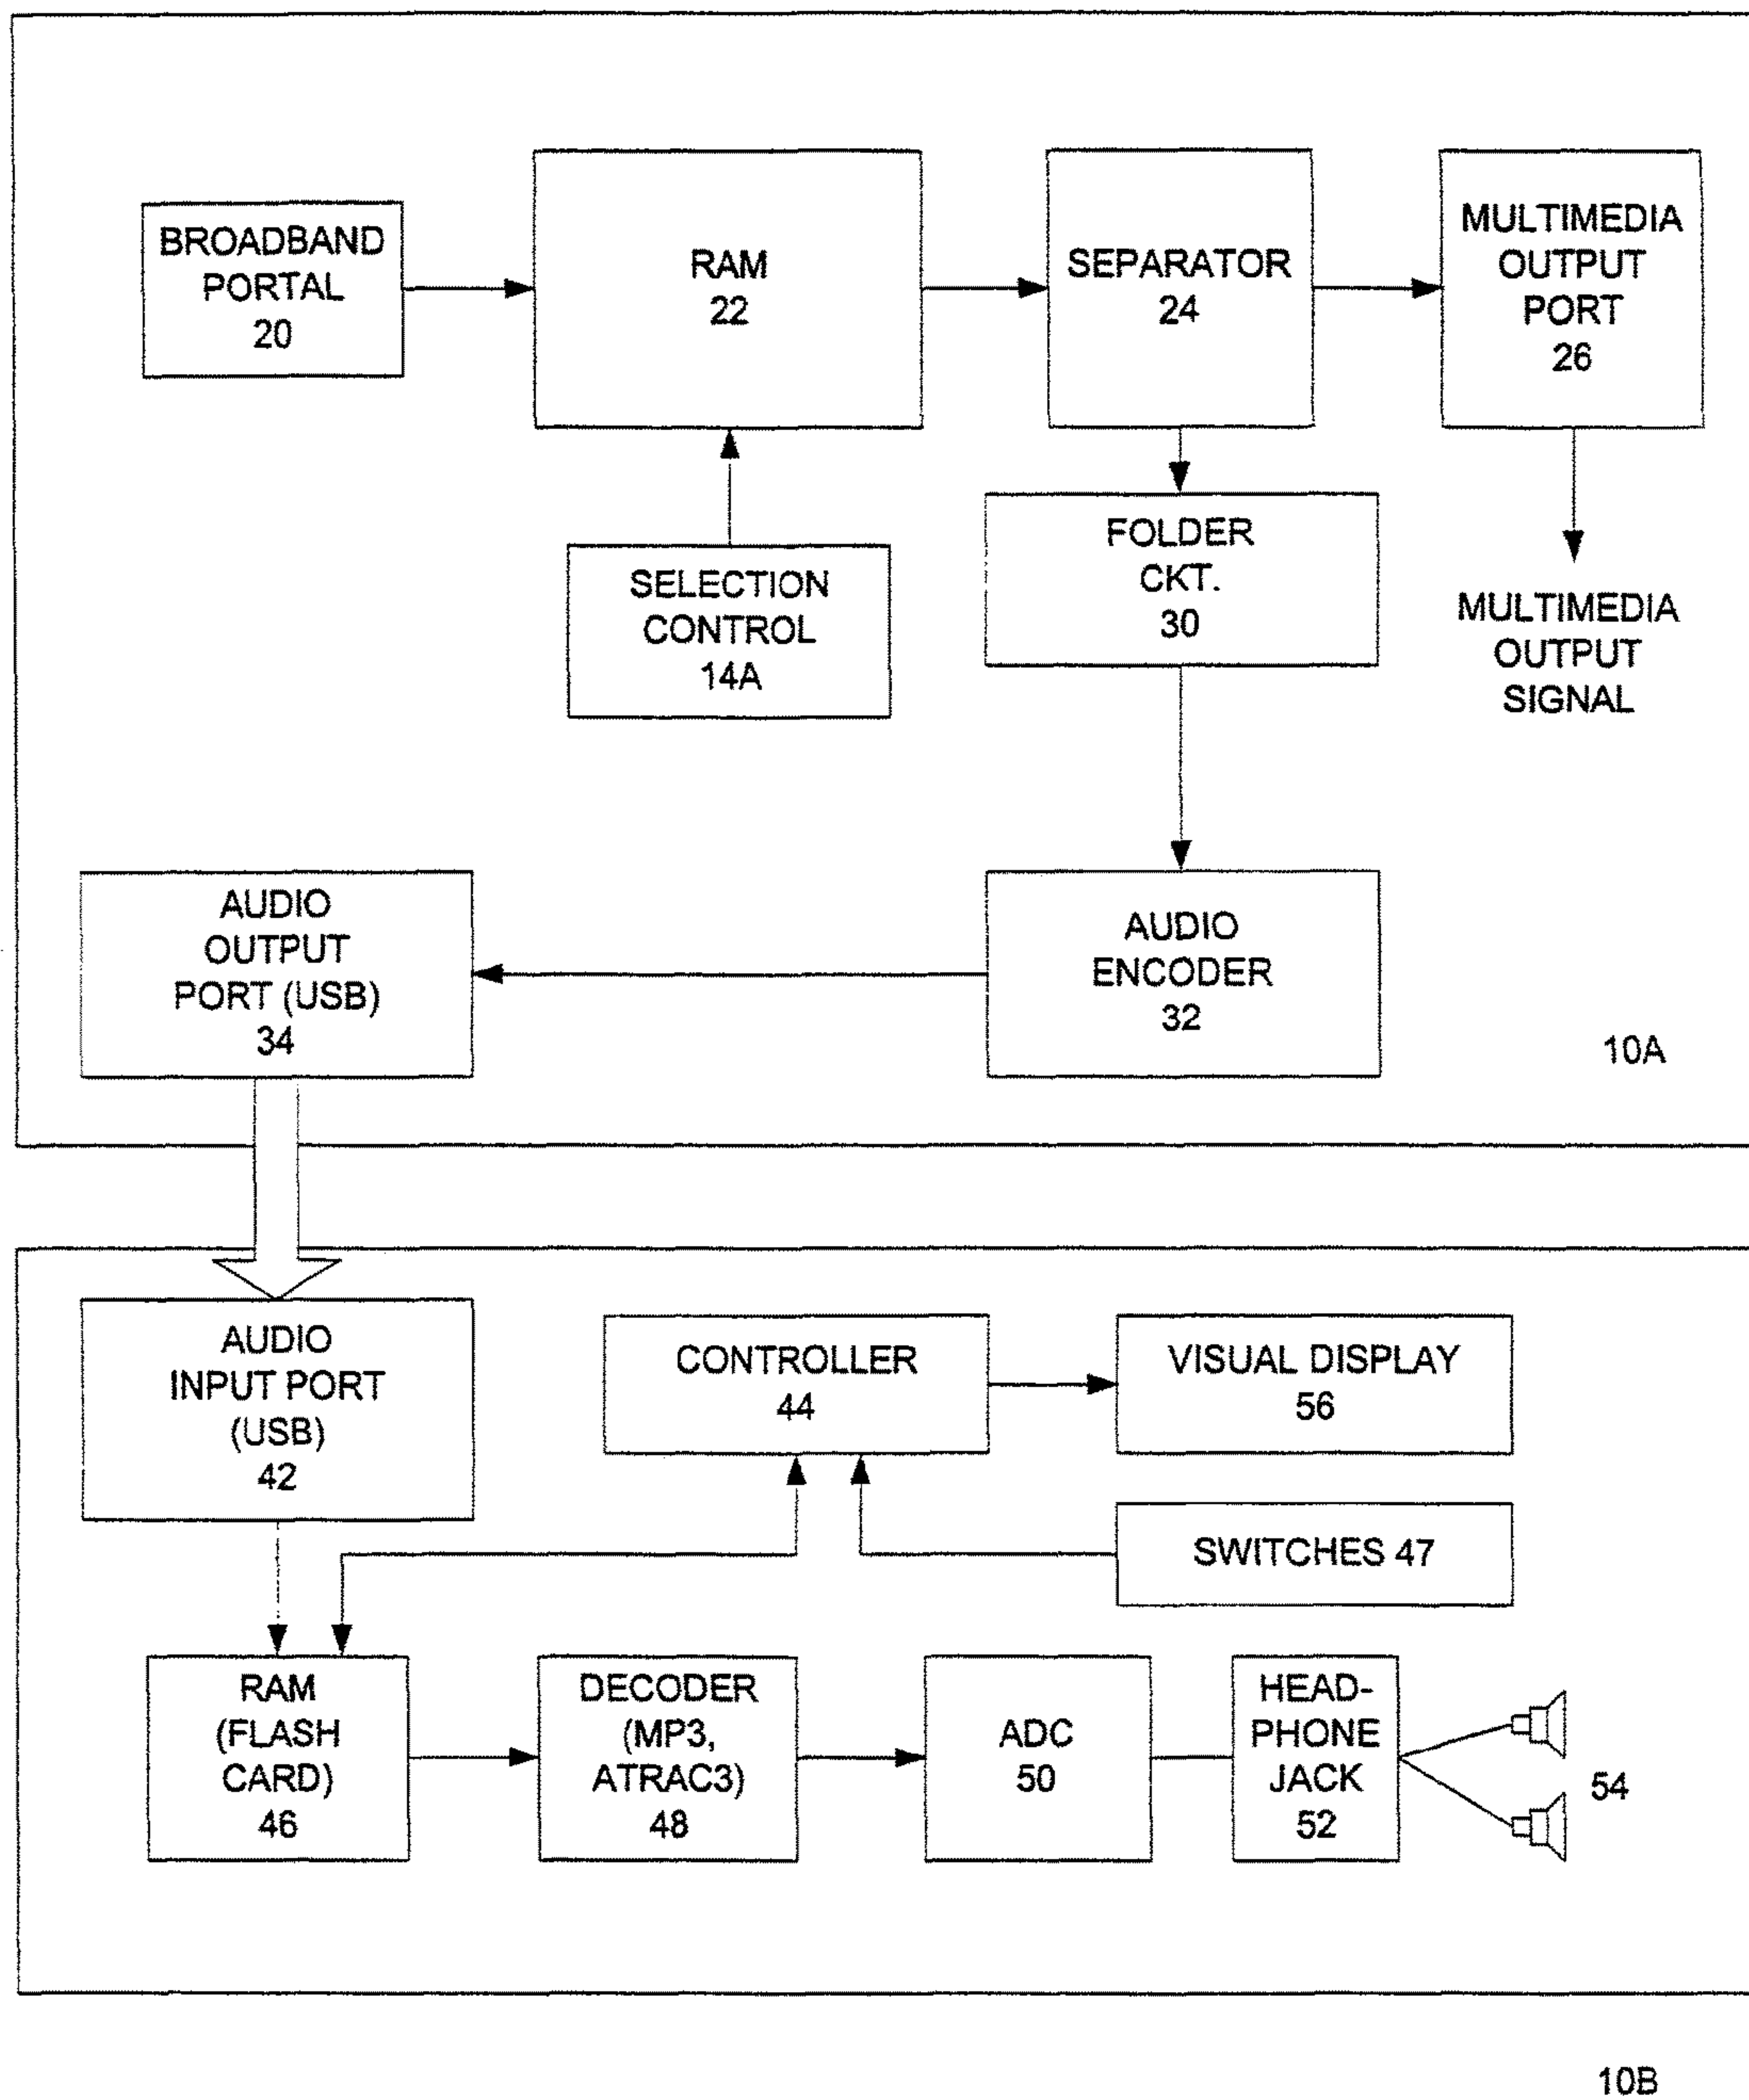 BROADBAND
PORTAL
20
RAM
22
SEPARATOR
24
MULTIMEDIA
OUTPUT
PORT
26
SELECTION
CONTROL
14A
FOLDER
CKT.
30
MULTIMEDIA
OUTPUT
SIGNAL
AUDIO
OUTPUT
PORT (USB)
34
AUDIO
ENCODER
32
10A
AUDIO
INPUT PORT
(USB)
42
CONTROLLER
44
VISUAL DISPLAY
56
SWITCHES 47
RAM
(FLASH
CARD)
46
DECODER
(MP3,
ATRAC3)
48
ADC
50
HEAD-
PHONE
JACK
52
54
10B